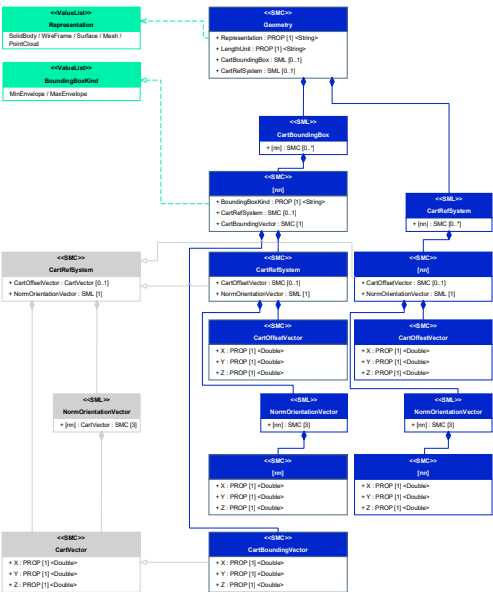 <<ValueList>>
Representation
SolidBody / WireFrame / Surface / Mesh /
PointCloud
<<ValueList>>
BoundingBoxKind
MinEnvelope / MaxEnvelope
<<SMC>>
Geometry
+ Representation : PROP [1] <String>
+ LengthUnit : PROP [1] <String>
+ CartBoundingBox : SML [0..1]
+ CartRefSystem : SML [0..1]
<<SML>>
CartBoundingBox
+ [nn] : SMC [0..*]
<<SMC>>
[nn]
+ BoundingBoxKind : PROP [1] <String>
+ CartRefSystem : SMC [0..1]
+ CartBoundingVector : SMC [1]
<<SML>>
CartRefSystem
+ [nn] : SMC [0..*]
<<SMC>>
CartRefSystem
+ CartOffsetVector : CartVector [0..1]
+ NormOrientationVector : SML [1]
<<SMC>>
CartRefSystem
+ CartOffsetVector : SMC [0..1]
+ NormOrientationVector : SML [1]
<<SMC>>
[nn]
+ CartOffsetVector : SMC [0..1]
+ NormOrientationVector : SML [1]
<<SMC>>
CartOffsetVector
+ X : PROP [1] <Double>
+ Y : PROP [1] <Double>
+ Z : PROP [1] <Double>
<<SMC>>
CartOffsetVector
+ X : PROP [1] <Double>
+ Y : PROP [1] <Double>
+ Z : PROP [1] <Double>
<<SML>>
NormOrientationVector
+ [nn] : CartVector : SMC [3]
<<SML>>
NormOrientationVector
+ [nn] : SMC [3]
<<SML>>
NormOrientationVector
+ [nn] : SMC [3]
<<SMC>>
[nn]
+ X : PROP [1] <Double>
+ Y : PROP [1] <Double>
+ Z : PROP [1] <Double>
<<SMC>>
[nn]
+ X : PROP [1] <Double>
+ Y : PROP [1] <Double>
+ Z : PROP [1] <Double>
<<SMC>>
CartVector
+ X : PROP [1] <Double>
+ Y : PROP [1] <Double>
+ Z : PROP [1] <Double>
<<SMC>>
CartBoundingVector
+ X : PROP [1] <Double>
+ Y : PROP [1] <Double>
+ Z : PROP [1] <Double>